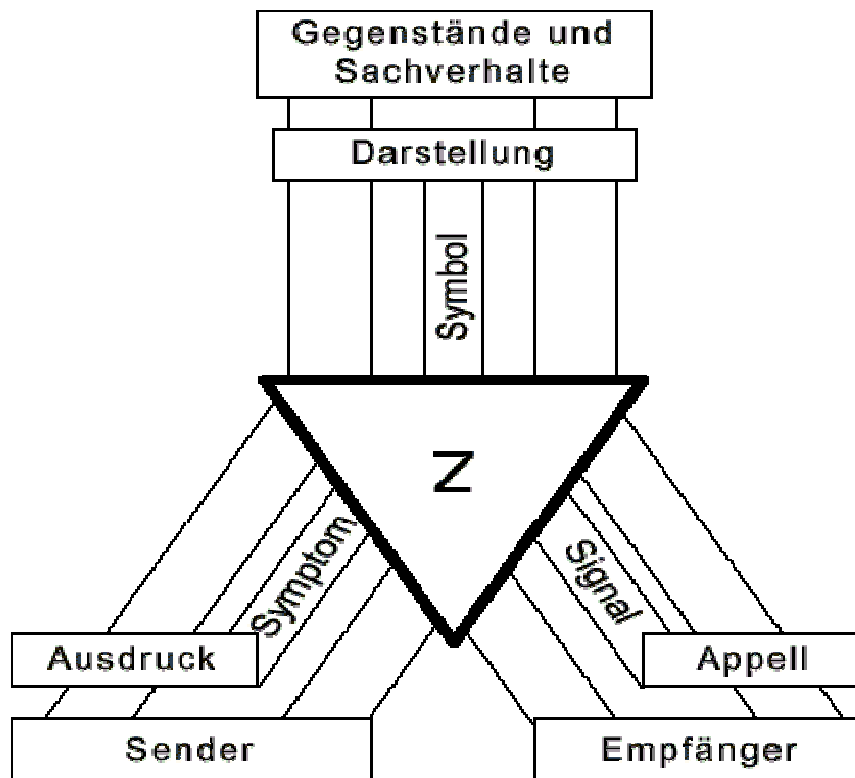 Gegenstände und
Sachverhalte
Darstellung
Symbol
Z
Symptom
Signal
Ausdruck
Appell
Sender
Empfänger